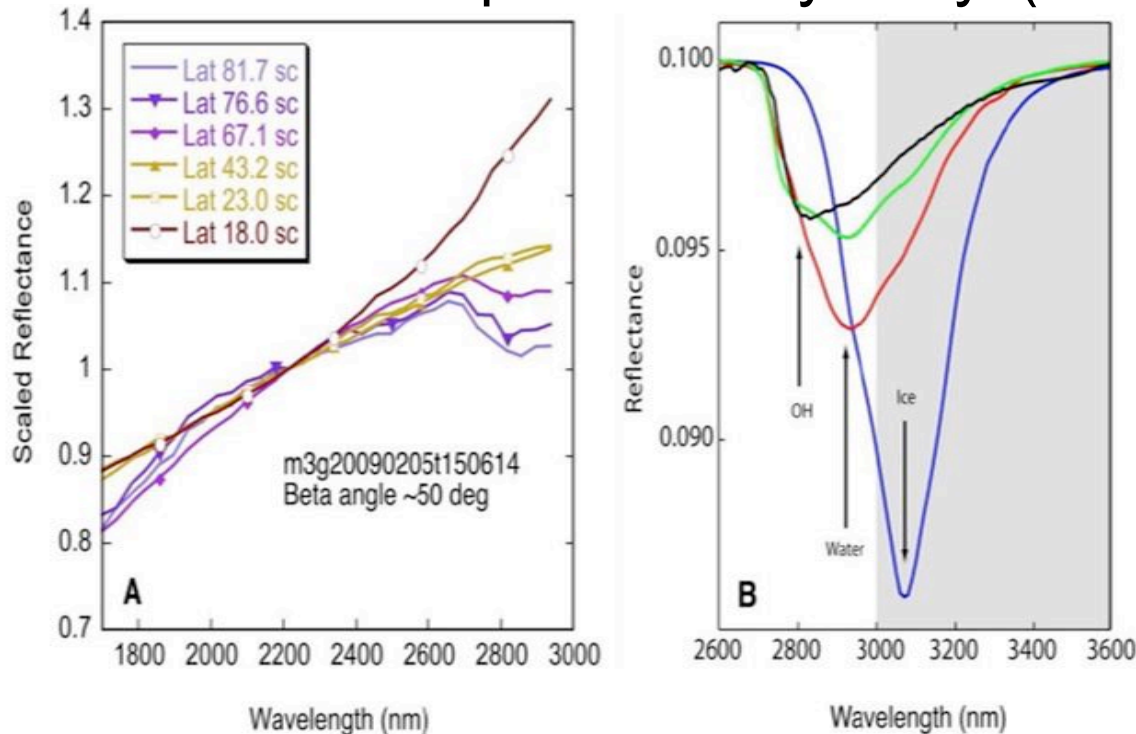 1.4
1.3
1.2
1.1
1
0.9
0.8
0.7
Scaled Reflectance
Lat 81.7 sc
Lat 76.6 sc
Lat 67.1 sc
Lat 43.2 sc
Lat 23.0 sc
Lat 18.0 sc
m3g20090205t150614
Beta angle ~50 deg
A
1800 2000 2200 2400 2600 2800 3000
Wavelength (nm)
0.100
0.095
0.090
Reflectance
OH
Water
Ice
B
2600 2800 3000 3200 3400 3600
Wavelength (nm)